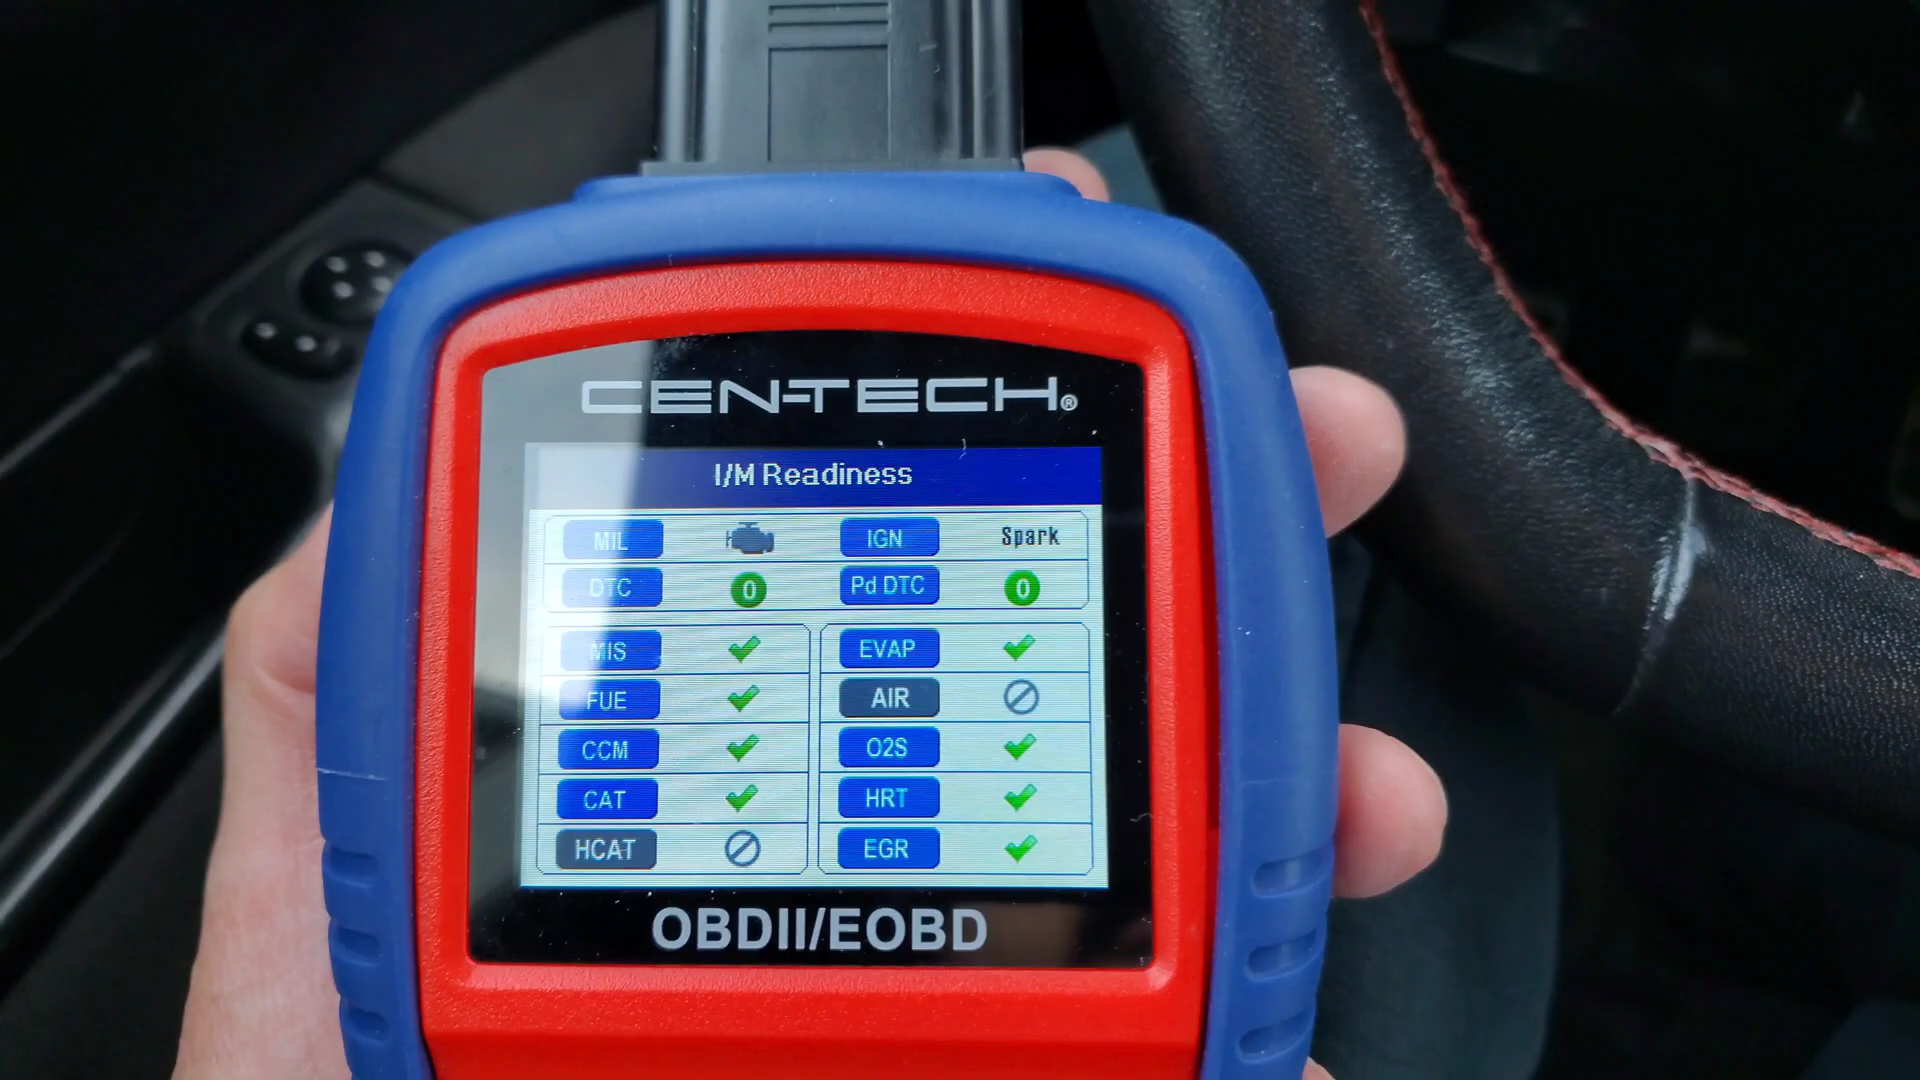 CEN-TECH®
I/M Readiness
MIL IGN Spark
DTC 0 Pd DTC 0
MIS EVAP
FUE AIR
CCM O2S
CAT HRT
HCAT EGR
OBDII/EOBD